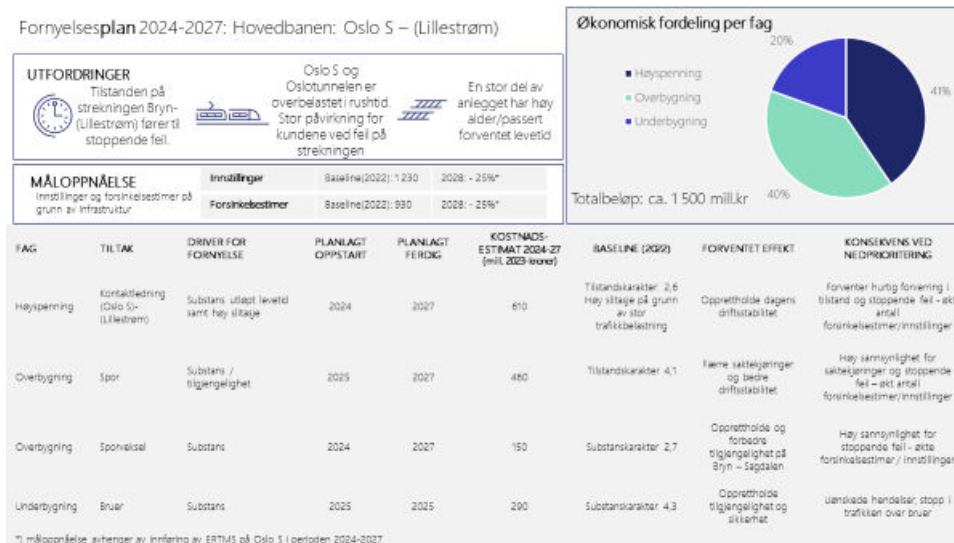 Fornyelsesplan 2024-2027: Hovedbanen: Oslo S – (Lillestrøm)
UTFORDRINGER
Tilstanden på
strekningen Bryn-
(Lillestrøm) fører til
stoppende feil.
Oslo S og
Oslotunnelen er
overbelastet i rushtid.
Stor påvirkning for
kundene ved feil på
strekningen
En stor del av
anlegget har høy
alder/passert
forventet levetid
MÅLOPPNÅELSE
Innstillinger og forsinkelsestimer på
grunn av infrastruktur
Innstillinger Baseline(2022): 1230 2028: - 25%*
Forsinkelsestimer Baseline(2022): 930 2028: - 25%*
Økonomisk fordeling per fag
20%
Høyspenning
Overbygning
Underbygning
41%
40%
Totalbeløp: ca. 1 500 mill.kr
FAG TILTAK DRIVER FOR FORNYELSE PLANLAGT OPPSTART PLANLAGT FERDIG KOSTNADS-ESTIMAT 2024-27 (mill. 2023-kroner) BASELINE (2022) FORVENTET EFFEKT KONSEKVENS VED NEDPRIORITERING
Høyspenning
Kontaktledning
(Oslo S)-
(Lillestrøm)
Substans utløpt levetid
samt høy slitasje
2024
2027
610
Tilstandskarakter 2,6
Høy slitasje på grunn
av stor
trafikkbelastning
Opprettholde dagens
driftsstabilitet
Forventer hurtig forverring i
tilstand og stoppende feil - økt
antall
forsinkelsestimer/innstillinger
Overbygning
Spor
Substans /
tilgjengelighet
2025
2027
460
Tilstandskarakter 4,1
Færre saktekjøringer
og bedre
driftsstabilitet
Høy sannsynlighet for
saktekjøringer og stoppende
feil – økt antall
forsinkelsestimer/innstillinger
Overbygning
Sporveksel
Substans
2024
2027
150
Substanskarakter 2,7
Opprettholde og
forbedre
tilgjengelighet på
Bryn – Sagdalen
Høy sannsynlighet for
stoppende feil - økte
forsinkelsestimer / innstillinger
Underbygning
Bruer
Substans
2025
2025
290
Substanskarakter 4,3
Opprettholde
tilgjengelighet og
sikkerhet
Uønskede hendelser, stopp i
trafikken over bruer
*) måloppnåelse avhenger av innføring av ERTMS på Oslo S i perioden 2024-2027